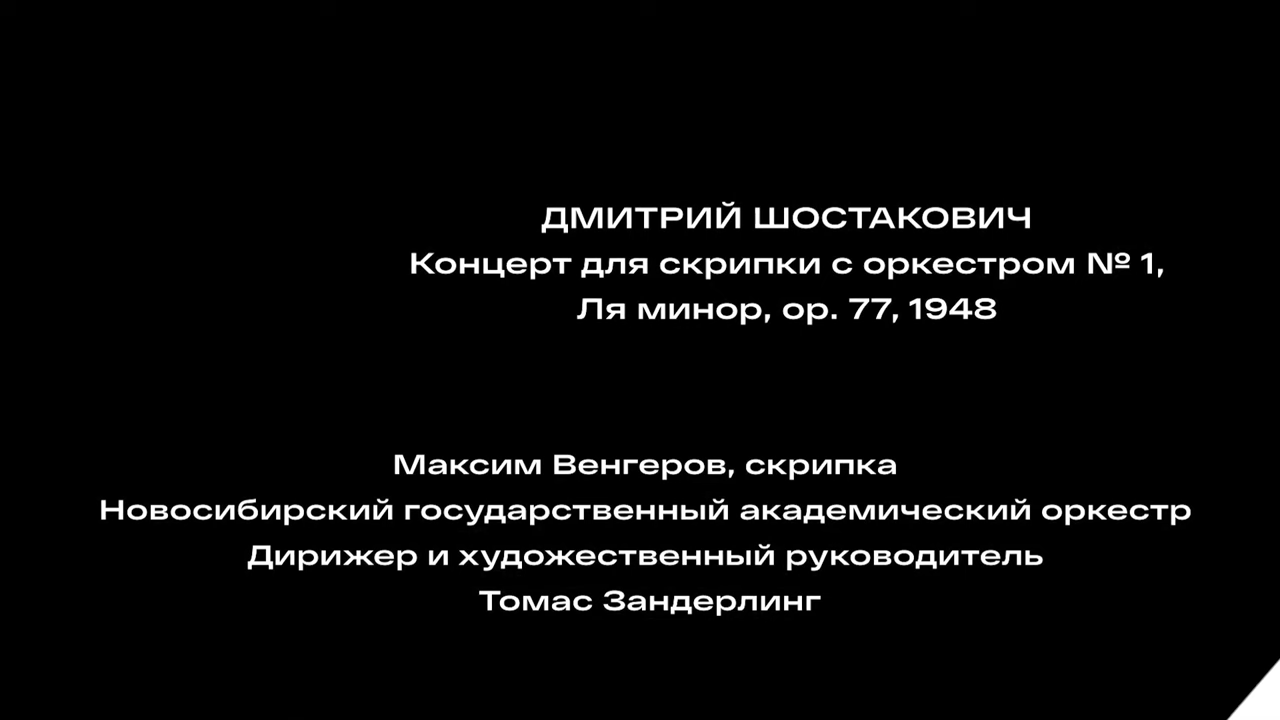 ДМИТРИЙ ШОСТАКОВИЧ
Концерт для скрипки с оркестром № 1,
Ля минор, ор. 77, 1948
Максим Венгеров, скрипка
Новосибирский государственный академический оркестр
Дирижер и художественный руководитель
Томас Зандерлинг